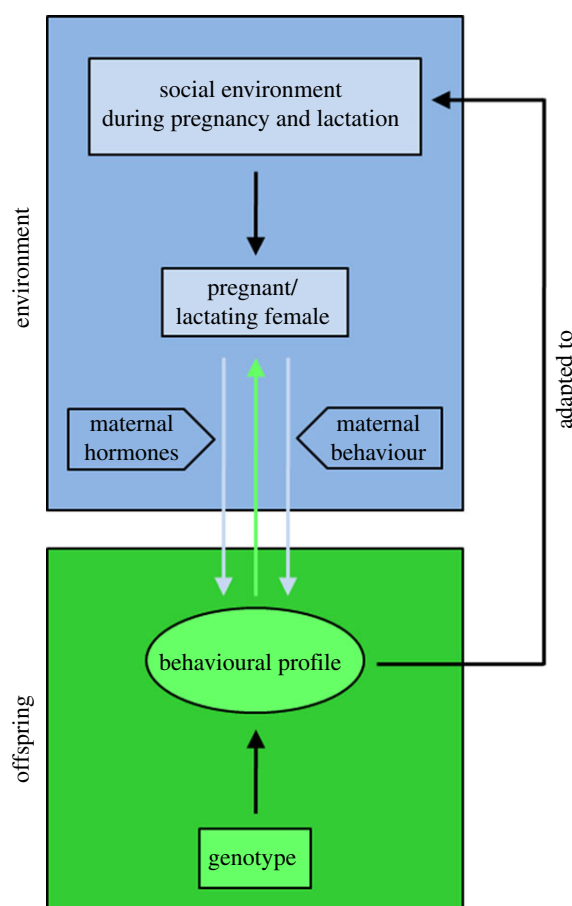 social environment
during pregnancy and lactation
environment
pregnant/
lactating female
maternal
hormones
maternal
behaviour
adapted to
behavioural profile
offspring
genotype